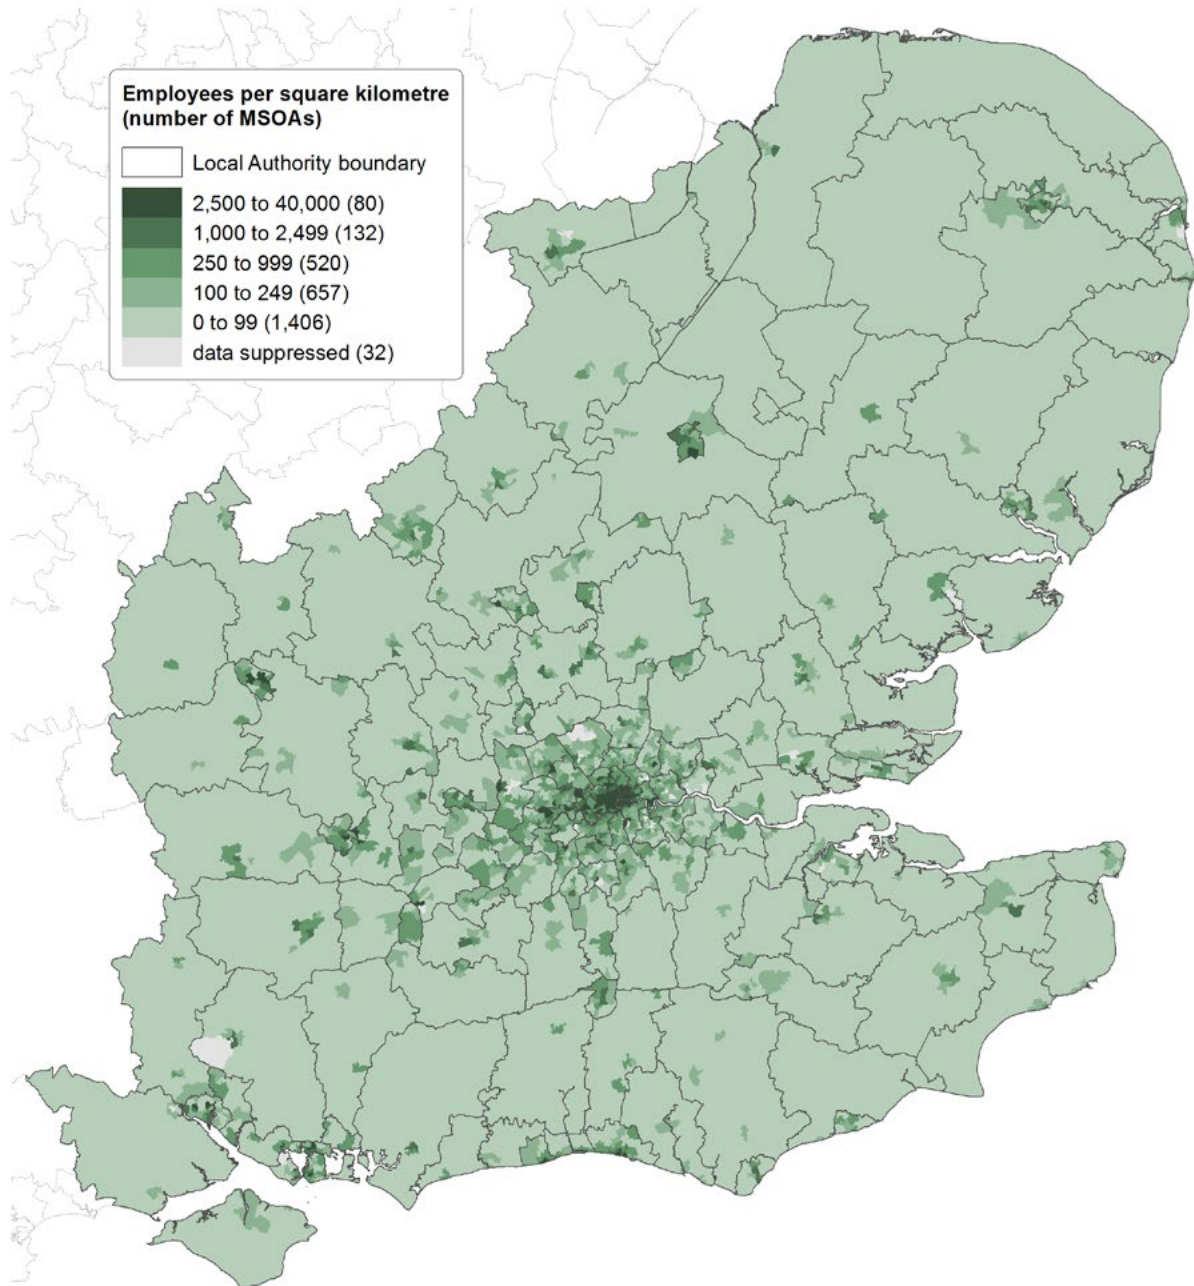 Employees per square kilometre
(number of MSOAs)
Local Authority boundary
2,500 to 40,000 (80)
1,000 to 2,499 (132)
250 to 999 (520)
100 to 249 (657)
0 to 99 (1,406)
data suppressed (32)